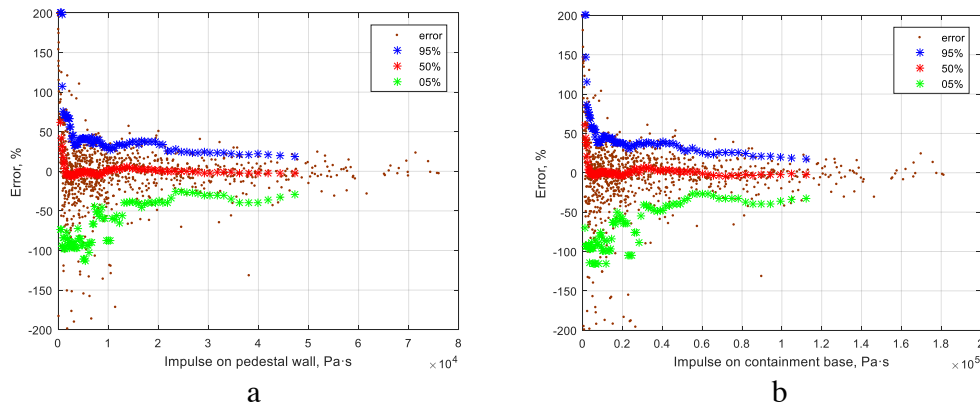 200
150
100
50
0
-50
-100
-150
-200
Error, %
0 1 2 3 4 5 6 7 8
× 10⁴
Impulse on pedestal wall, Pa·s
error
95%
50%
05%
a
200
150
100
50
0
-50
-100
-150
-200
Error, %
0 0.2 0.4 0.6 0.8 1 1.2 1.4 1.6 1.8 2
× 10⁵
Impulse on containment base, Pa·s
error
95%
50%
05%
b